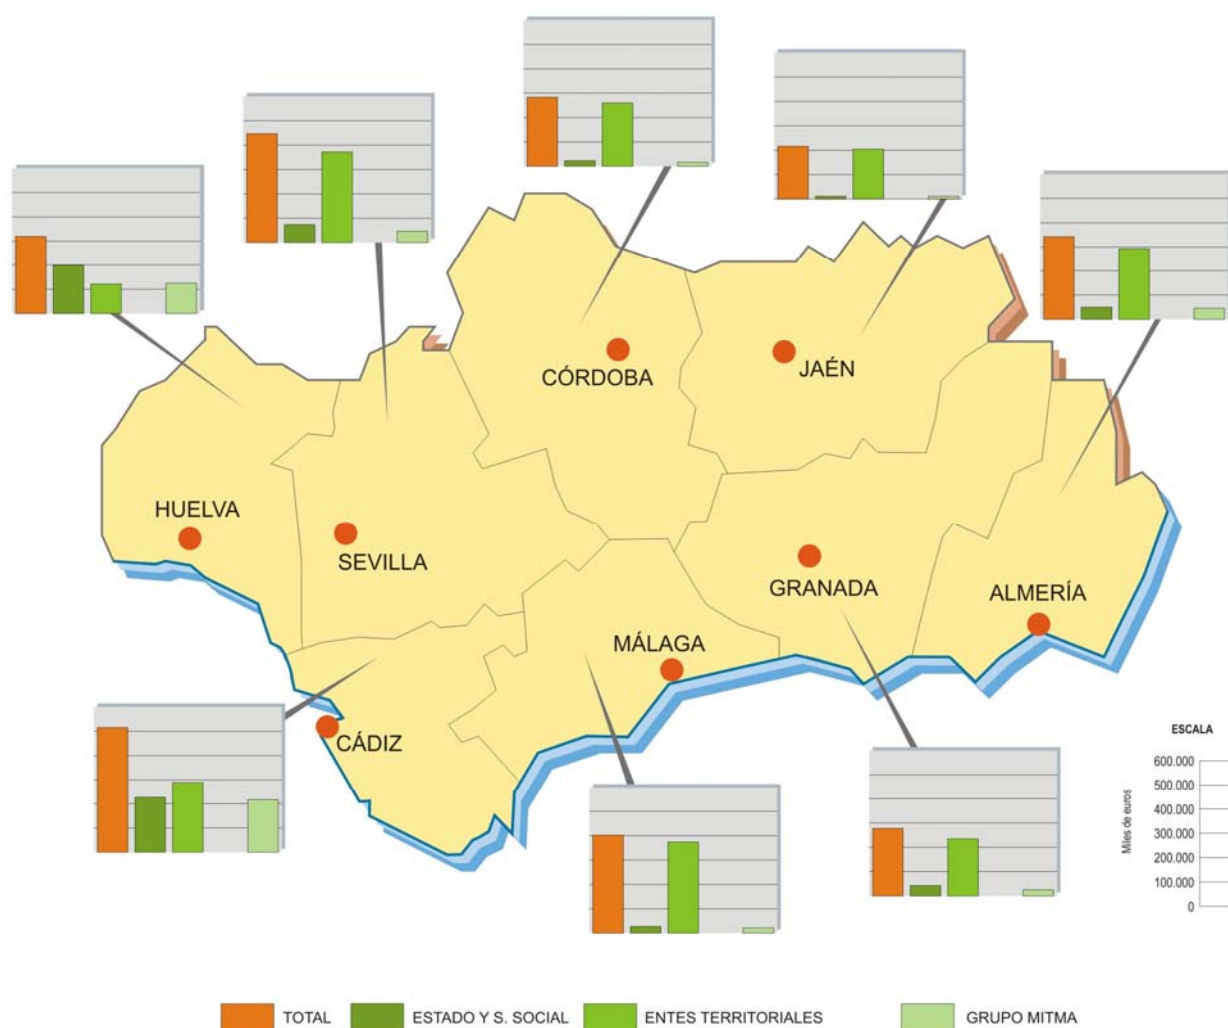 CÓRDOBA
JAÉN
HUELVA
SEVILLA
GRANADA
ALMERÍA
MÁLAGA
CÁDIZ
ESCALA
Miles de euros
600.000
500.000
400.000
300.000
200.000
100.000
0
TOTAL
ESTADO Y S. SOCIAL
ENTES TERRITORIALES
GRUPO MITMA